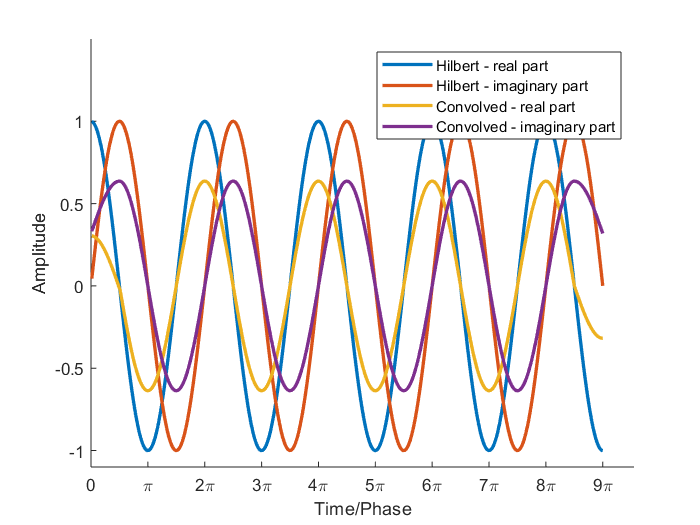 Hilbert - real part
Hilbert - imaginary part
Convolved - real part
Convolved - imaginary part
Amplitude
1
0.5
0
-0.5
-1
0 π 2π 3π 4π 5π 6π 7π 8π 9π
Time/Phase